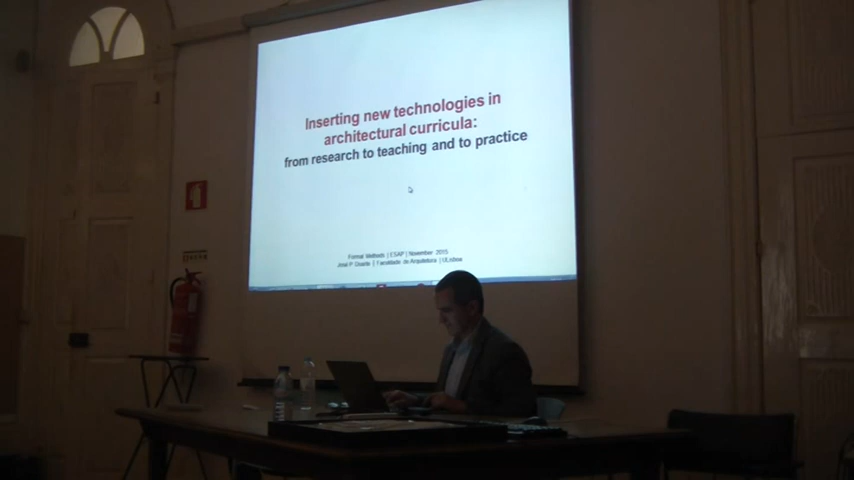 Inserting new technologies in
architectural curricula:
from research to teaching and to practice
Formal Methods | ESAP | November 2015
José P Duarte | Faculdade de Arquitetura | ULisboa